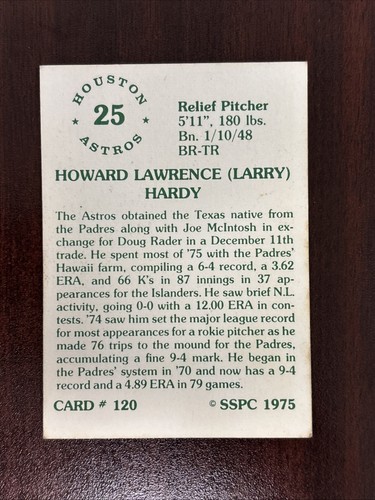 HOUSTON
★ 25 ★
ASTROS
Relief Pitcher
5'11", 180 lbs.
Bn. 1/10/48
BR-TR
HOWARD LAWRENCE (LARRY)
HARDY
The Astros obtained the Texas native from
the Padres along with Joe McIntosh in ex-
change for Doug Rader in a December 11th
trade. He spent most of '75 with the Padres'
Hawaii farm, compiling a 6-4 record, a 3.62
ERA, and 66 K's in 87 innings in 37 ap-
pearances for the Islanders. He saw brief N.L.
activity, going 0-0 with a 12.00 ERA in con-
tests. '74 saw him set the major league record
for most appearances for a rokie pitcher as he
made 76 trips to the mound for the Padres,
accumulating a fine 9-4 mark. He began in
the Padres' system in '70 and now has a 9-4
record and a 4.89 ERA in 79 games.
CARD # 120 © SSPC 1975